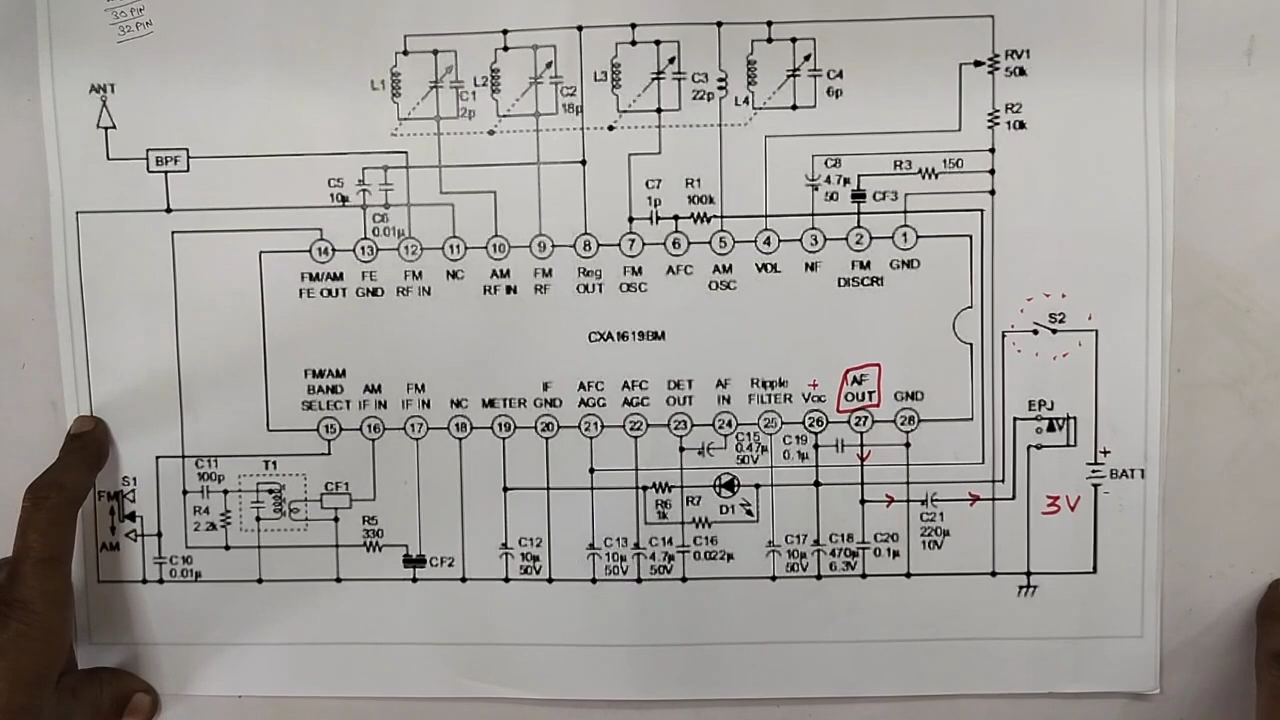 30 PIN
32 PIN
ANT
BPF
L1
C1
2p
L2
C2
18p
L3
C3
22p
L4
C4
6p
RV1
50k
R2
10k
C5
10µ
C6
0.01µ
C7
1p
R1
100k
C8
4.7µ
50
R3 150
CF3
14 13 12 11 10 9 8 7 6 5 4 3 2 1
FM/AM
FE OUT
FE
GND
FM
RF IN
NC
AM
RF IN
FM
RF
Reg
OUT
FM
OSC
AFC
AM
OSC
VOL
NF
FM
DISCRI
GND
CXA1619BM
FM/AM
BAND
SELECT
AM
IF IN
FM
IF IN
NC
METER
IF
GND
AFC
AGC
AFC
AGC
DET
OUT
AF
IN
Ripple
FILTER
+
Vcc
AF
OUT
GND
15 16 17 18 19 20 21 22 23 24 25 26 27 28
S2
EPJ
+
BATT
-
3V
S1
FM
AM
C10
0.01µ
C11
100p
R4
2.2k
T1
CF1
R5
330
CF2
C12
10µ
50V
C13
10µ
50V
C14
4.7µ
50V
R6
1k
R7
D1
C15
0.47µ
50V
C16
0.022µ
C17
10µ
50V
C18
470µ
6.3V
C19
0.1µ
C20
0.1µ
C21
220µ
10V